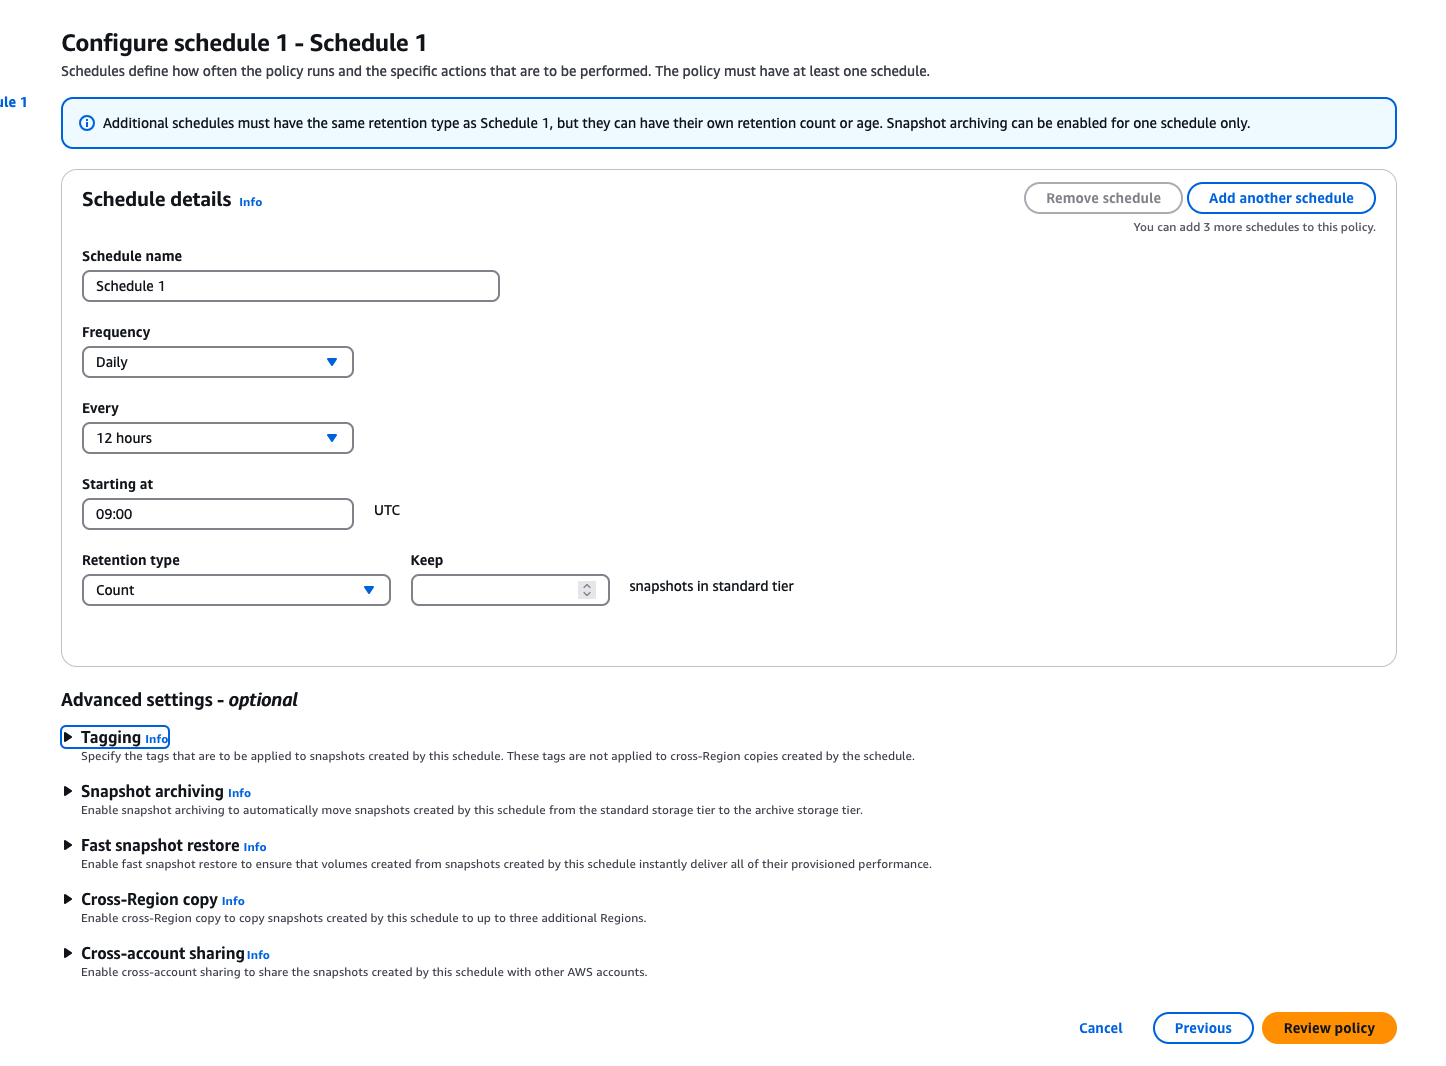 Configure schedule 1 - Schedule 1
Schedules define how often the policy runs and the specific actions that are to be performed. The policy must have at least one schedule.
ule 1
Additional schedules must have the same retention type as Schedule 1, but they can have their own retention count or age. Snapshot archiving can be enabled for one schedule only.
Schedule details Info
Remove schedule
Add another schedule
You can add 3 more schedules to this policy.
Schedule name
Schedule 1
Frequency
Daily
Every
12 hours
Starting at
09:00
UTC
Retention type
Keep
Count
snapshots in standard tier
Advanced settings - optional
Tagging Info
Specify the tags that are to be applied to snapshots created by this schedule. These tags are not applied to cross-Region copies created by the schedule.
Snapshot archiving Info
Enable snapshot archiving to automatically move snapshots created by this schedule from the standard storage tier to the archive storage tier.
Fast snapshot restore Info
Enable fast snapshot restore to ensure that volumes created from snapshots created by this schedule instantly deliver all of their provisioned performance.
Cross-Region copy Info
Enable cross-Region copy to copy snapshots created by this schedule to up to three additional Regions.
Cross-account sharing Info
Enable cross-account sharing to share the snapshots created by this schedule with other AWS accounts.
Cancel
Previous
Review policy